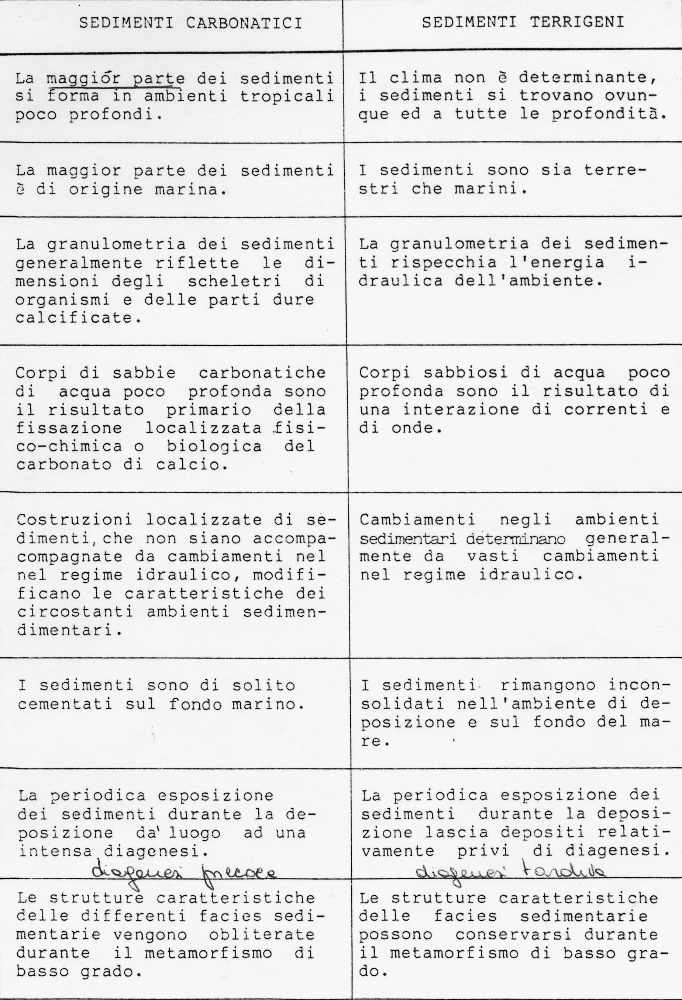 SEDIMENTI CARBONATICI
SEDIMENTI TERRIGENI
La maggior parte dei sedimenti
si forma in ambienti tropicali
poco profondi.
Il clima non è determinante,
i sedimenti si trovano ovun-
que ed a tutte le profondità.
La maggior parte dei sedimenti
è di origine marina.
I sedimenti sono sia terre-
stri che marini.
La granulometria dei sedimenti
generalmente riflette le di-
mensioni degli scheletri di
organismi e delle parti dure
calcificate.
La granulometria dei sedimen-
ti rispecchia l'energia i-
draulica dell'ambiente.
Corpi di sabbie carbonatiche
di acqua poco profonda sono
il risultato primario della
fissazione localizzata fisi-
co-chimica o biologica del
carbonato di calcio.
Corpi sabbiosi di acqua poco
profonda sono il risultato di
una interazione di correnti e
di onde.
Costruzioni localizzate di se-
dimenti, che non siano accompa-
compagnate da cambiamenti nel
nel regime idraulico, modifi-
ficano le caratteristiche dei
circostanti ambienti sedimen-
dimentari.
Cambiamenti negli ambienti
sedimentari determinano general-
mente da vasti cambiamenti
nel regime idraulico.
I sedimenti sono di solito
cementati sul fondo marino.
I sedimenti rimangono incon-
solidati nell'ambiente di de-
posizione e sul fondo del ma-
re.
La periodica esposizione
dei sedimenti durante la de-
posizione da' luogo ad una
intensa diagenesi.
diagenesi precoce
La periodica esposizione dei
sedimenti durante la deposi-
zione lascia depositi relati-
vamente privi di diagenesi.
diagenesi tardiva
Le strutture caratteristiche
delle differenti facies sedi-
mentarie vengono obliterate
durante il metamorfismo di
basso grado.
Le strutture caratteristiche
delle facies sedimentarie
possono conservarsi durante
il metamorfismo di basso gra-
do.